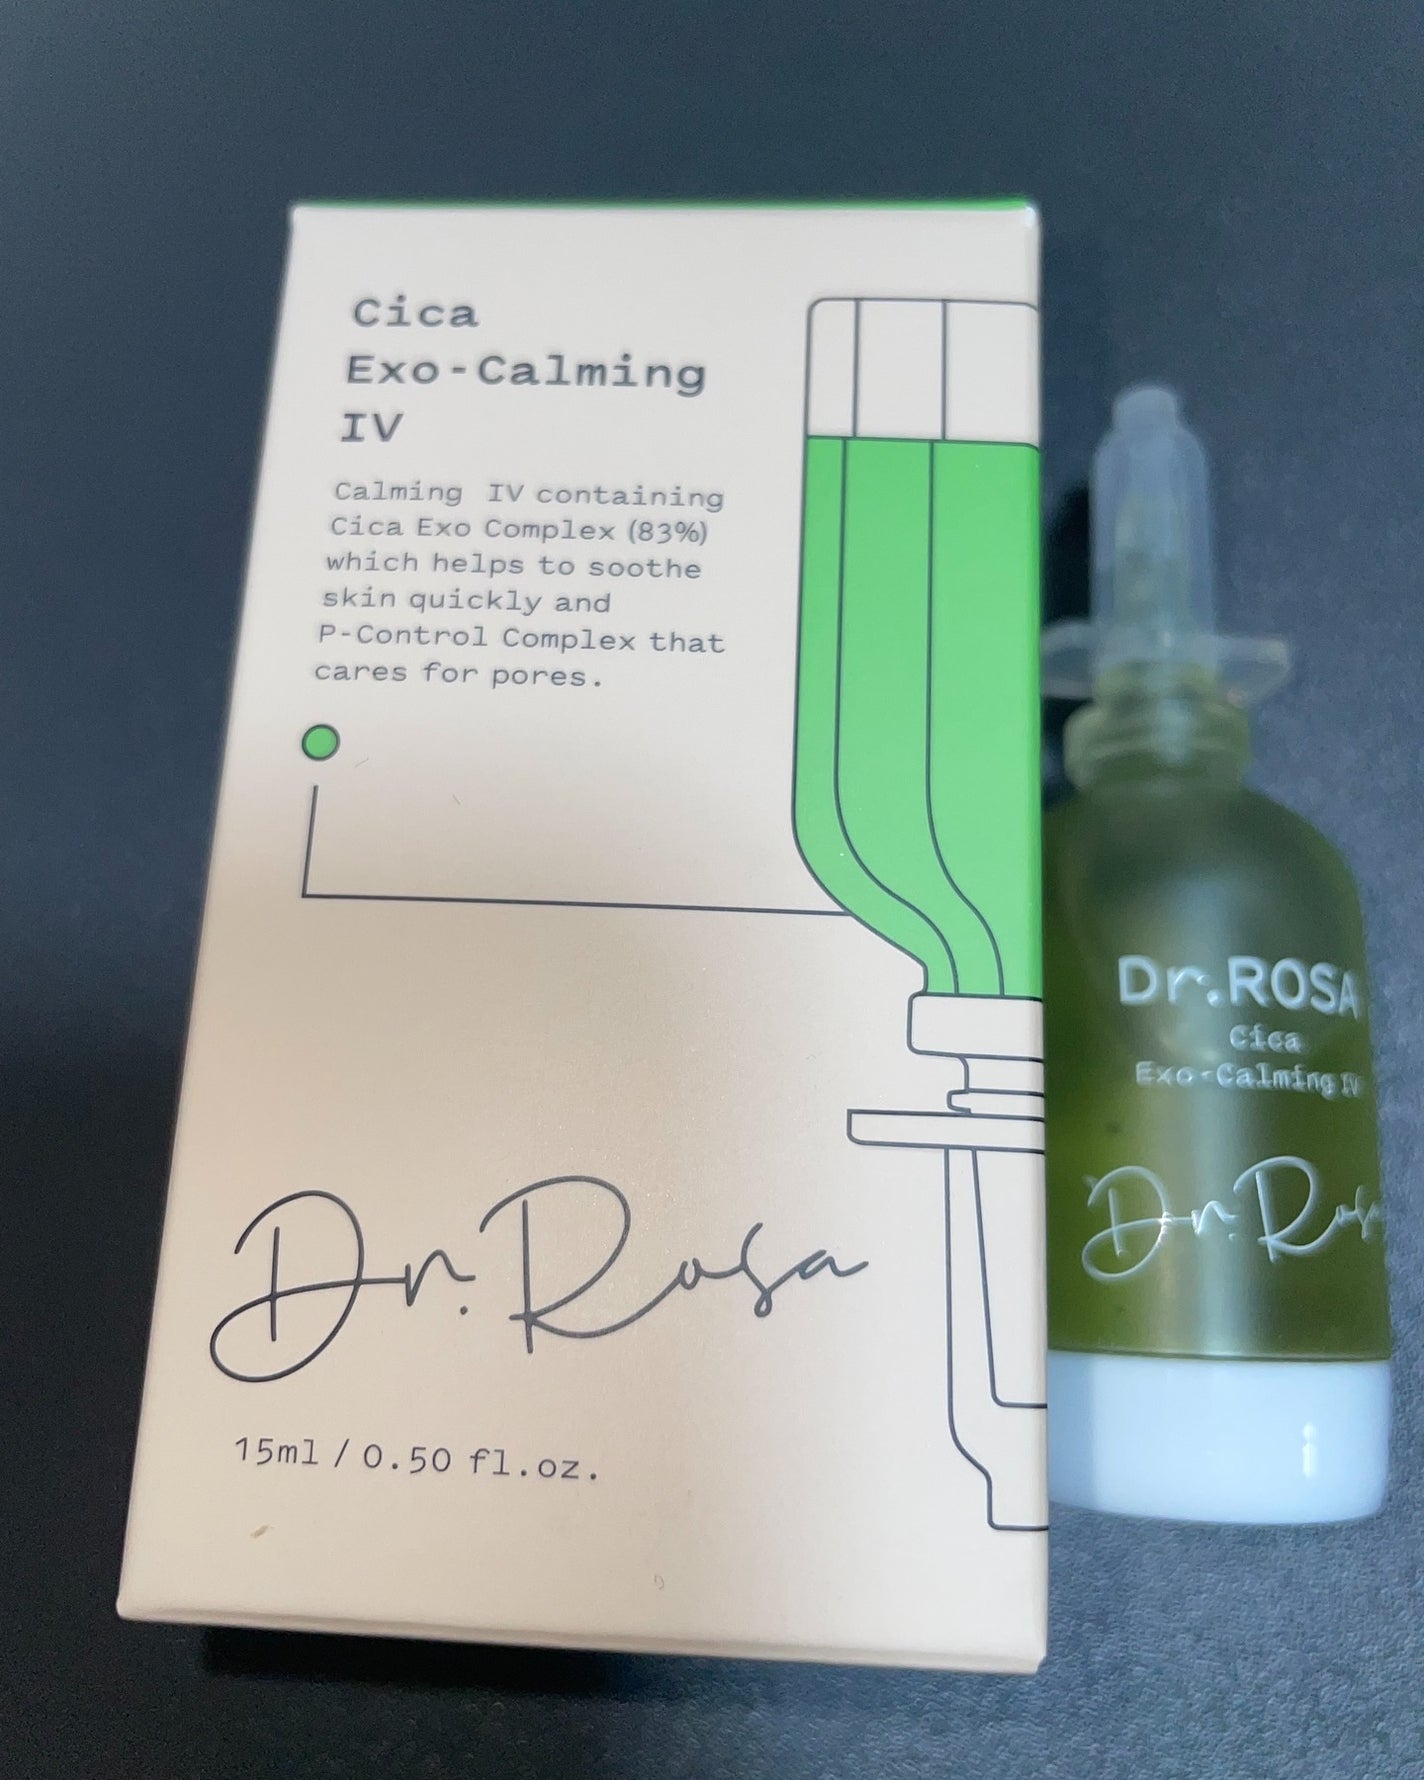 Cica
Exo-Calming
IV
Calming IV containing
Cica Exo Complex (83%)
which helps to soothe
skin quickly and
P-Control Complex that
cares for pores.
Dr.Rosa
15ml / 0.50 fl.oz.
Dr.ROSA
Cica
Exo-Calming IV
Dr.Rosa